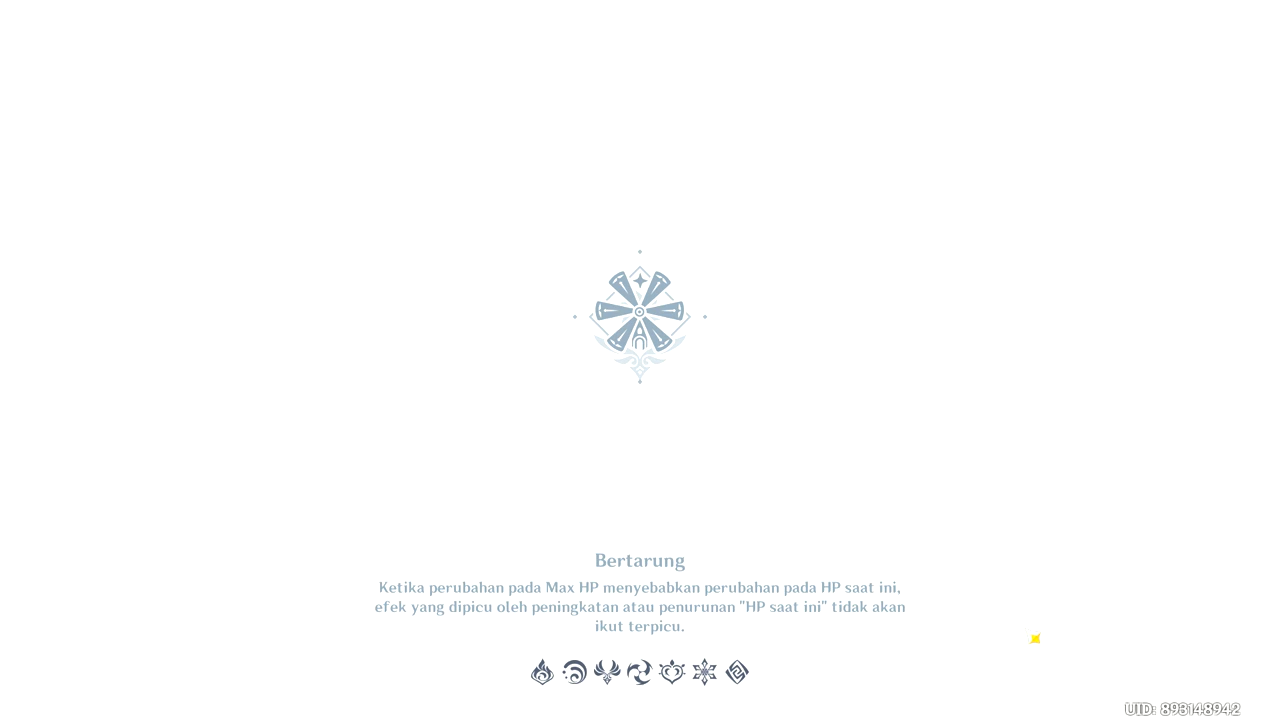 Bertarung
Ketika perubahan pada Max HP menyebabkan perubahan pada HP saat ini,
efek yang dipicu oleh peningkatan atau penurunan "HP saat ini" tidak akan
ikut terpicu.
UID: 893148942